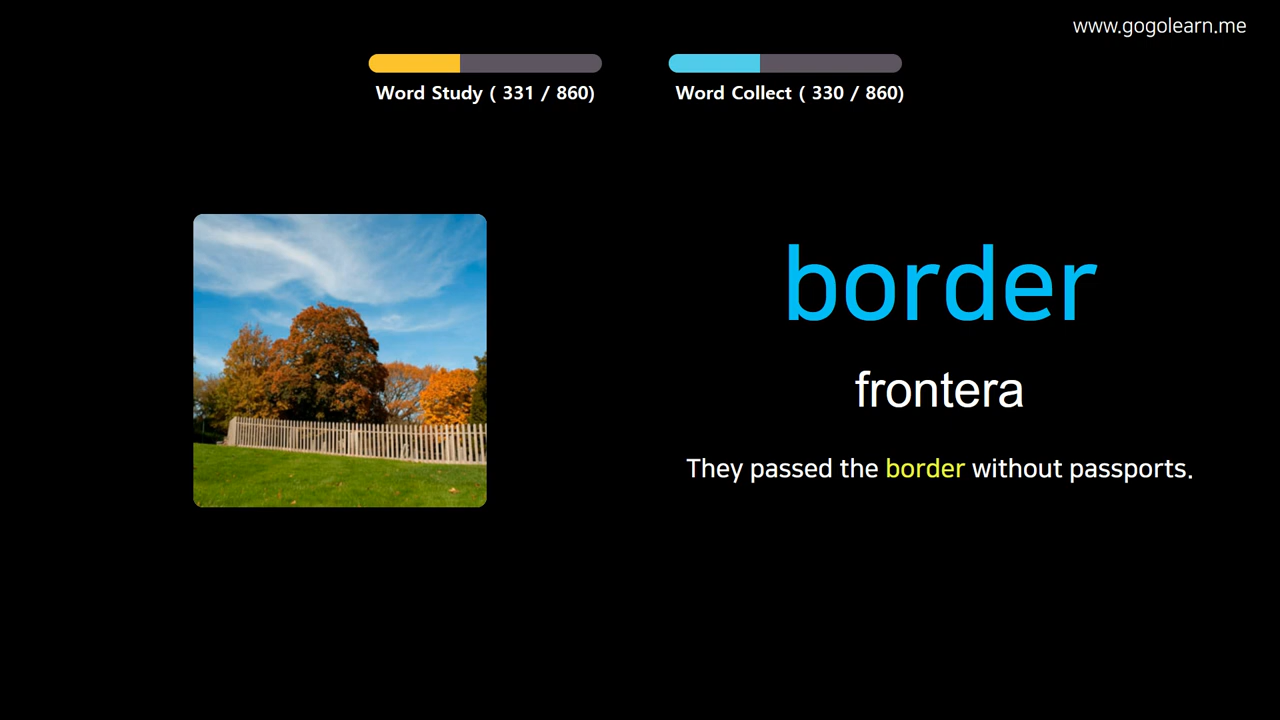 www.gogolearn.me
Word Study ( 331 / 860)
Word Collect ( 330 / 860)
border
frontera
They passed the border without passports.